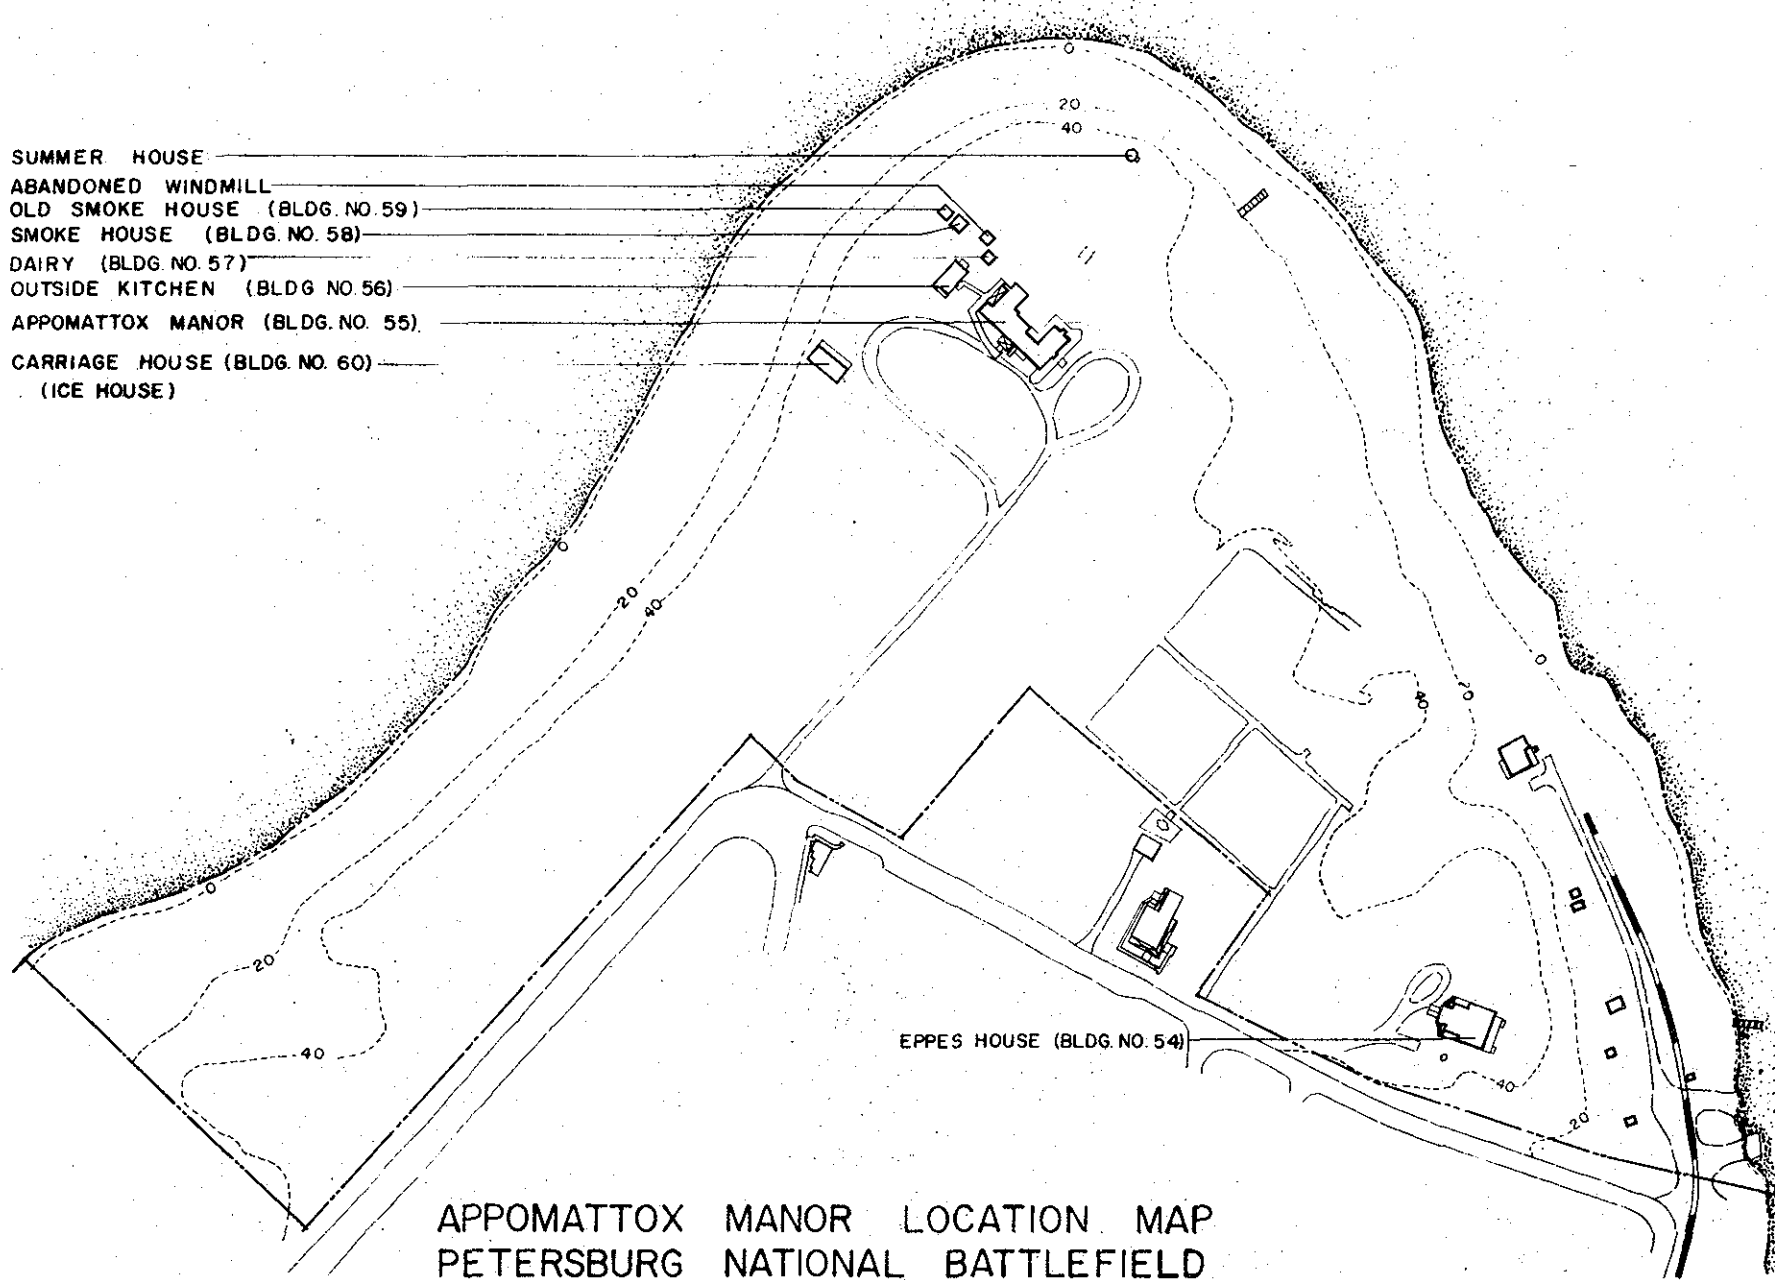 0
20
40
SUMMER HOUSE
ABANDONED WINDMILL
OLD SMOKE HOUSE (BLDG. NO. 59)
SMOKE HOUSE (BLDG. NO. 58)
DAIRY (BLDG. NO. 57)
OUTSIDE KITCHEN (BLDG NO. 56)
APPOMATTOX MANOR (BLDG. NO. 55)
CARRIAGE HOUSE (BLDG. NO. 60)
(ICE HOUSE)
0
20
40
0
40
20
0
20
40
EPPES HOUSE (BLDG. NO. 54)
40
20
APPOMATTOX MANOR LOCATION MAP
PETERSBURG NATIONAL BATTLEFIELD